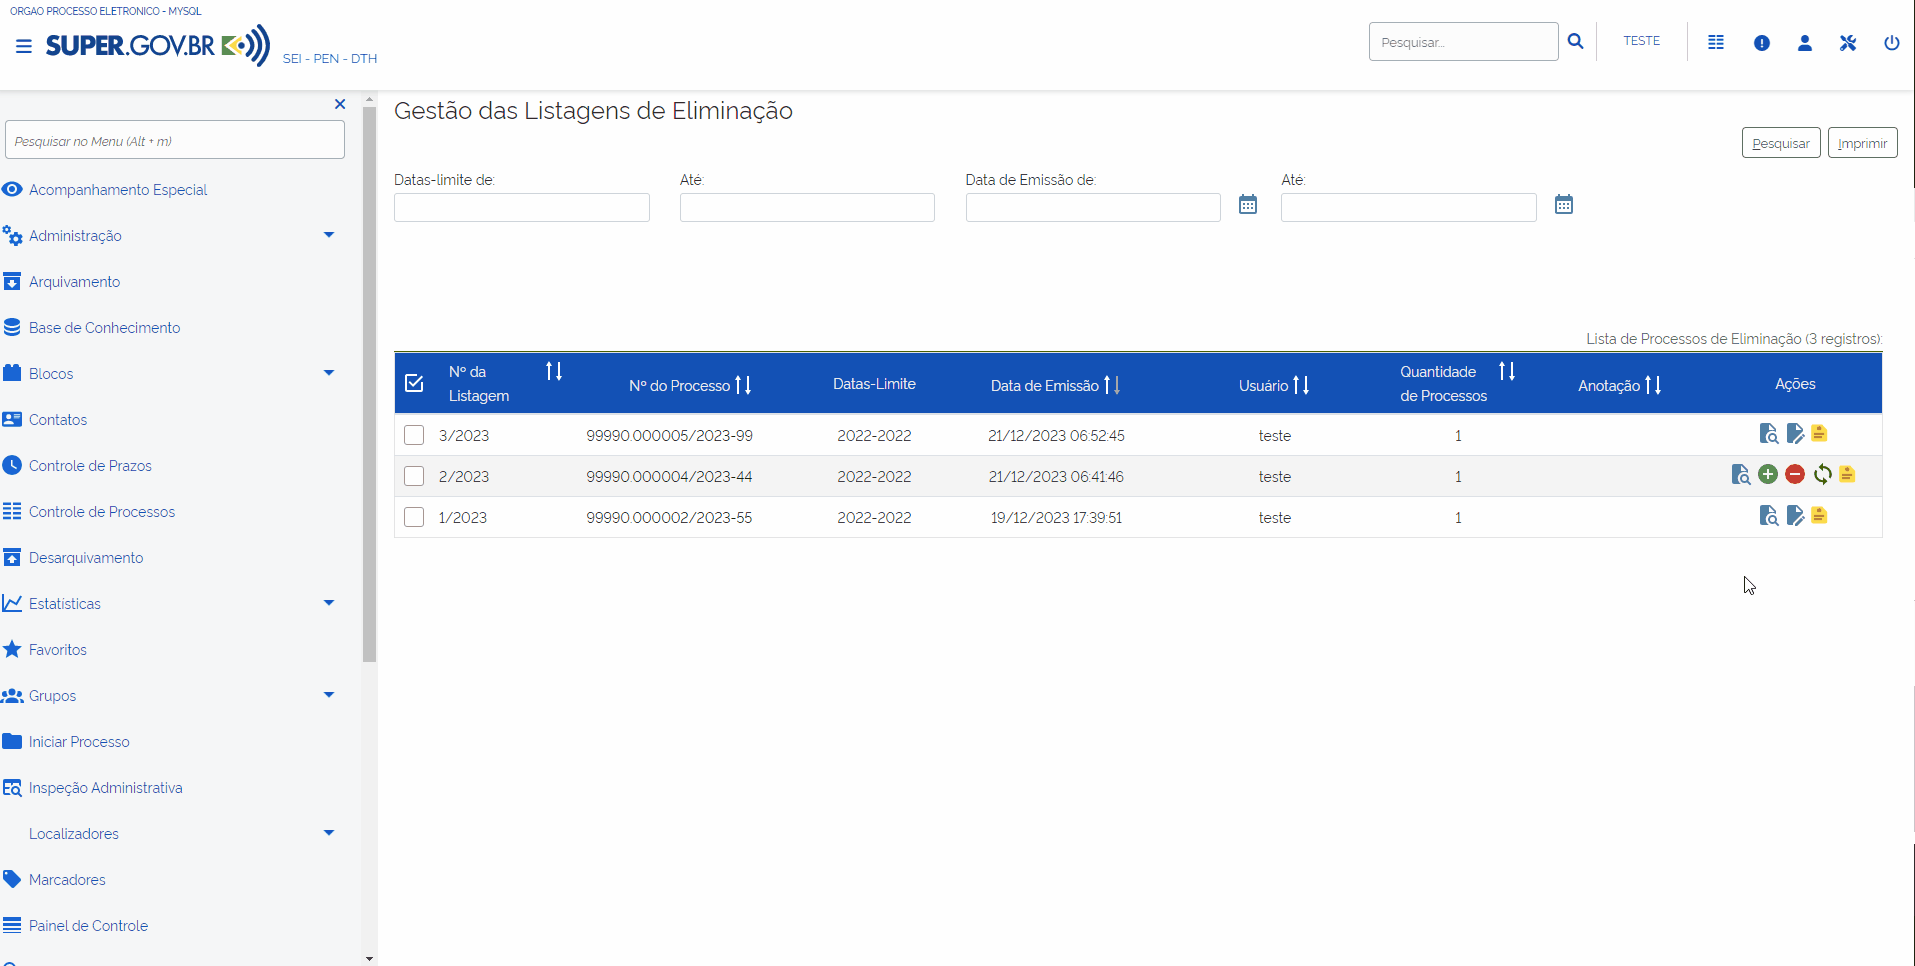 ORGAO PROCESSO ELETRONICO - MYSQL
SUPER.GOV.BR
SEI - PEN - DTH
Pesquisar...
TESTE
Pesquisar no Menu (Alt + m)
Acompanhamento Especial
Administração
Arquivamento
Base de Conhecimento
Blocos
Contatos
Controle de Prazos
Controle de Processos
Desarquivamento
Estatísticas
Favoritos
Grupos
Iniciar Processo
Inspeção Administrativa
Localizadores
Marcadores
Painel de Controle
Gestão das Listagens de Eliminação
Pesquisar Imprimir
Datas-limite de: Até: Data de Emissão de: Até:
Lista de Processos de Eliminação (3 registros):
Nº da Listagem Nº do Processo Datas-Limite Data de Emissão Usuário Quantidade de Processos Anotação Ações
3/2023 99990.000005/2023-99 2022-2022 21/12/2023 06:52:45 teste 1
2/2023 99990.000004/2023-44 2022-2022 21/12/2023 06:41:46 teste 1
1/2023 99990.000002/2023-55 2022-2022 19/12/2023 17:39:51 teste 1